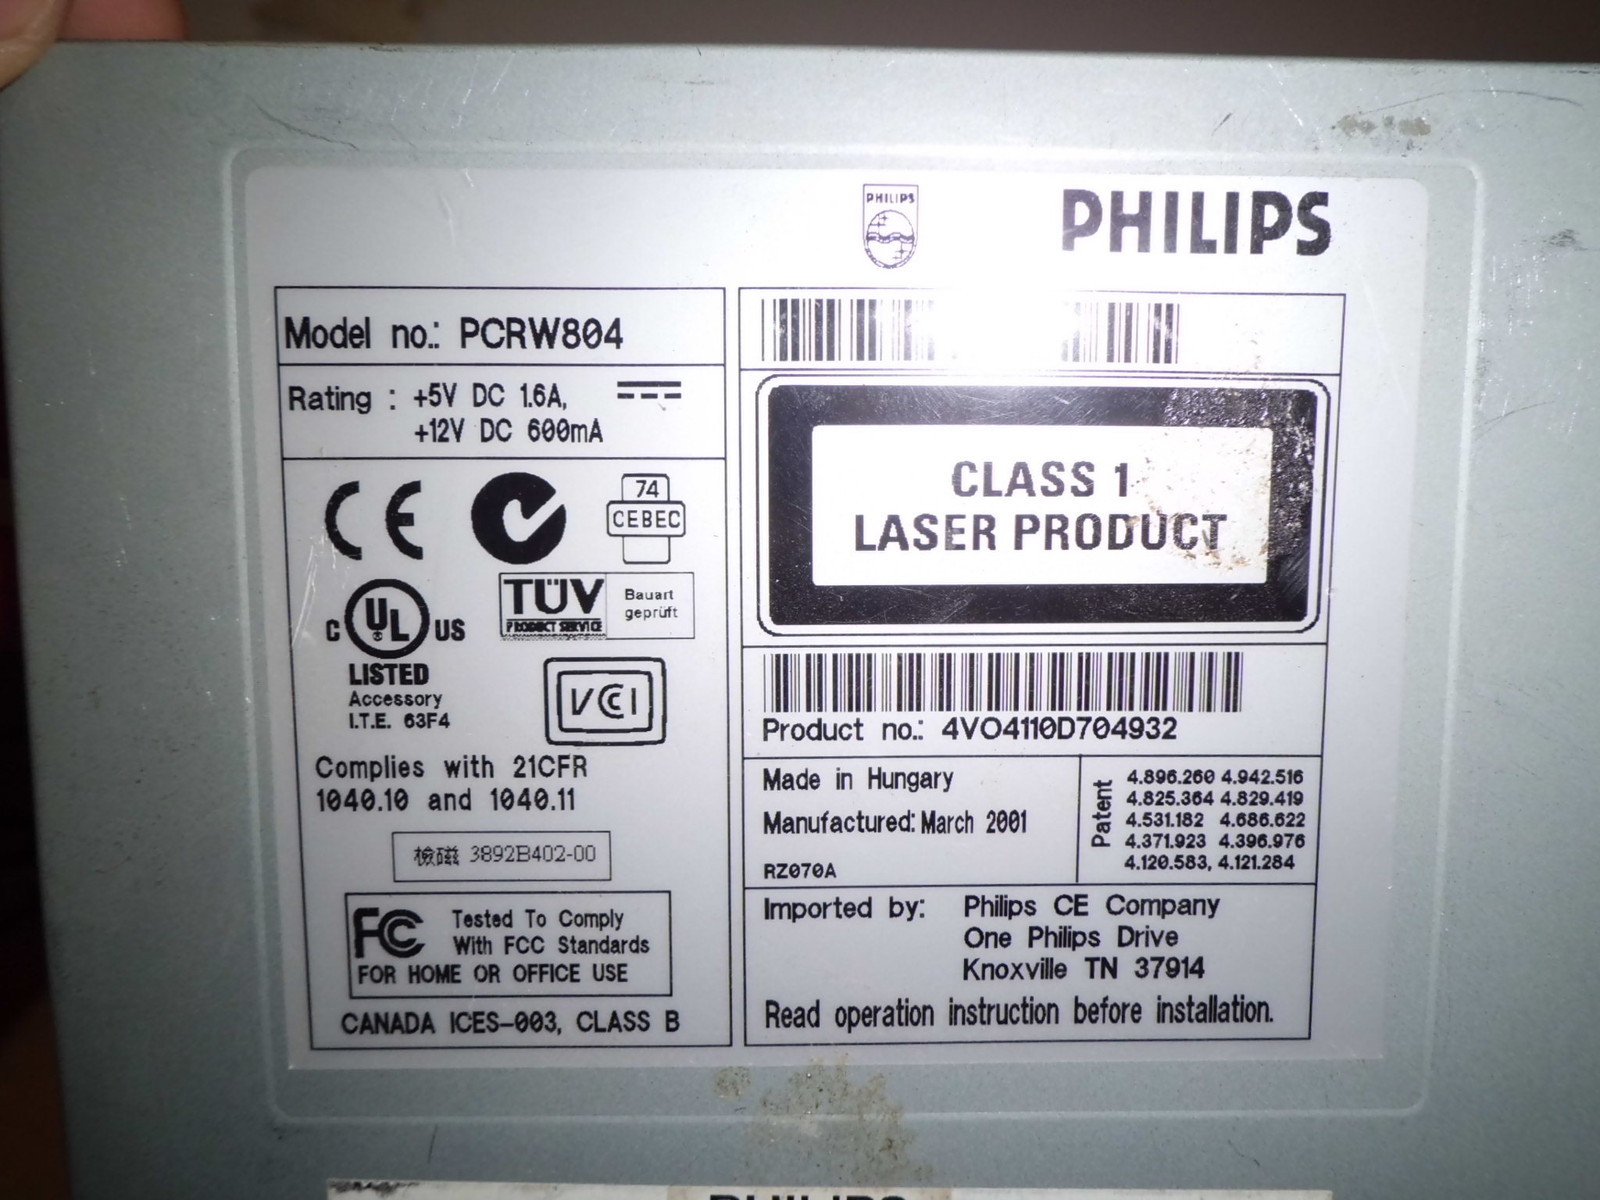 PHILIPS
PHILIPS
Model no.: PCRW804
Rating : +5V DC 1.6A,
+12V DC 600mA
CE
74
CEBEC
C UL US
LISTED
Accessory
I.T.E. 63F4
TÜV
PRODUCT SERVICE
Bauart
geprüft
VCI
Complies with 21CFR
1040.10 and 1040.11
檢磁 3892B402-00
FC Tested To Comply
With FCC Standards
FOR HOME OR OFFICE USE
CANADA ICES-003, CLASS B
CLASS 1
LASER PRODUCT
Product no.: 4VO4110D704932
Made in Hungary
Manufactured: March 2001
RZ070A
Patent
4.896.260 4.942.516
4.825.364 4.829.419
4.531.182 4.686.622
4.371.923 4.396.976
4.120.583, 4.121.284
Imported by: Philips CE Company
One Philips Drive
Knoxville TN 37914
Read operation instruction before installation.
PHILIPS